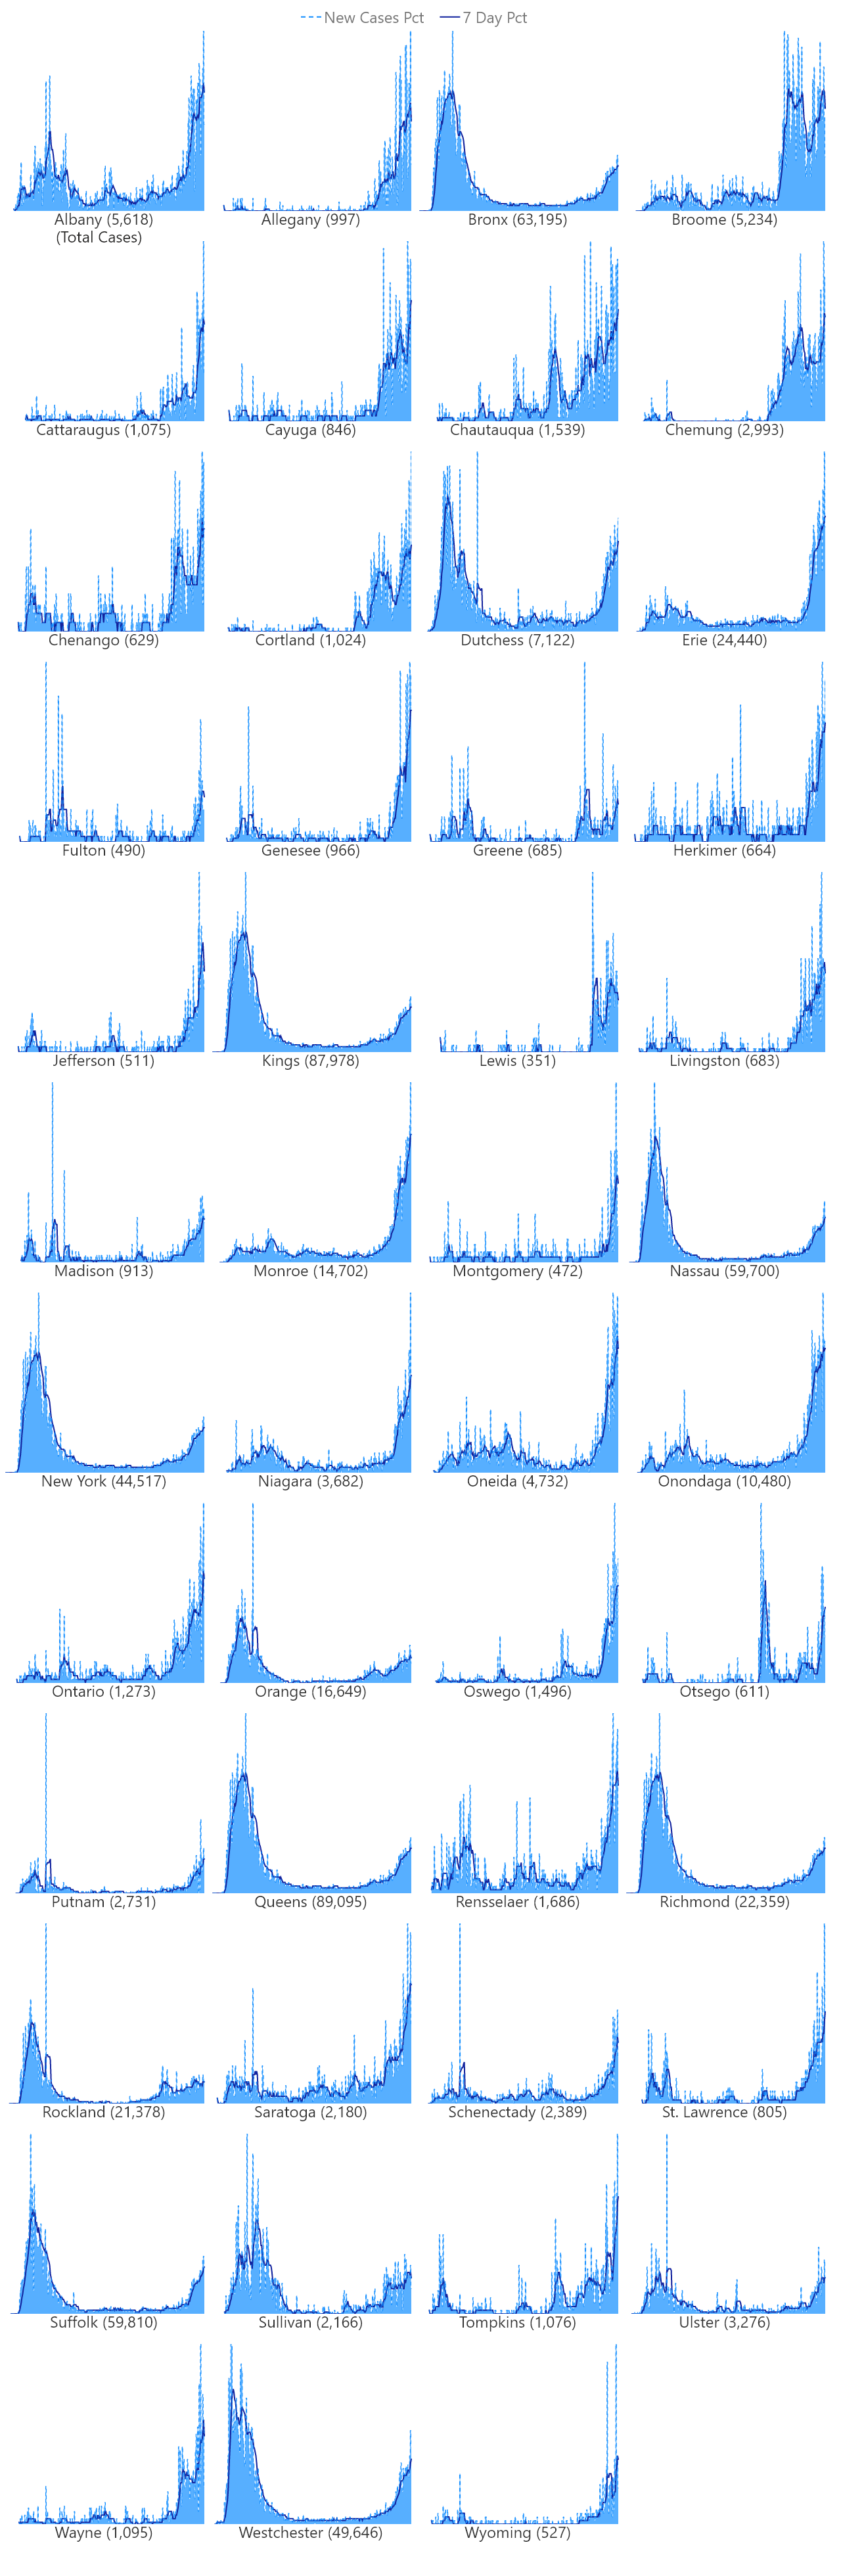 New Cases Pct 7 Day Pct
Albany (5,618) Allegany (997) Bronx (63,195) Broome (5,234)
(Total Cases)
Cattaraugus (1,075) Cayuga (846) Chautauqua (1,539) Chemung (2,993)
Chenango (629) Cortland (1,024) Dutchess (7,122) Erie (24,440)
Fulton (490) Genesee (966) Greene (685) Herkimer (664)
Jefferson (511) Kings (87,978) Lewis (351) Livingston (683)
Madison (913) Monroe (14,702) Montgomery (472) Nassau (59,700)
New York (44,517) Niagara (3,682) Oneida (4,732) Onondaga (10,480)
Ontario (1,273) Orange (16,649) Oswego (1,496) Otsego (611)
Putnam (2,731) Queens (89,095) Rensselaer (1,686) Richmond (22,359)
Rockland (21,378) Saratoga (2,180) Schenectady (2,389) St. Lawrence (805)
Suffolk (59,810) Sullivan (2,166) Tompkins (1,076) Ulster (3,276)
Wayne (1,095) Westchester (49,646) Wyoming (527)